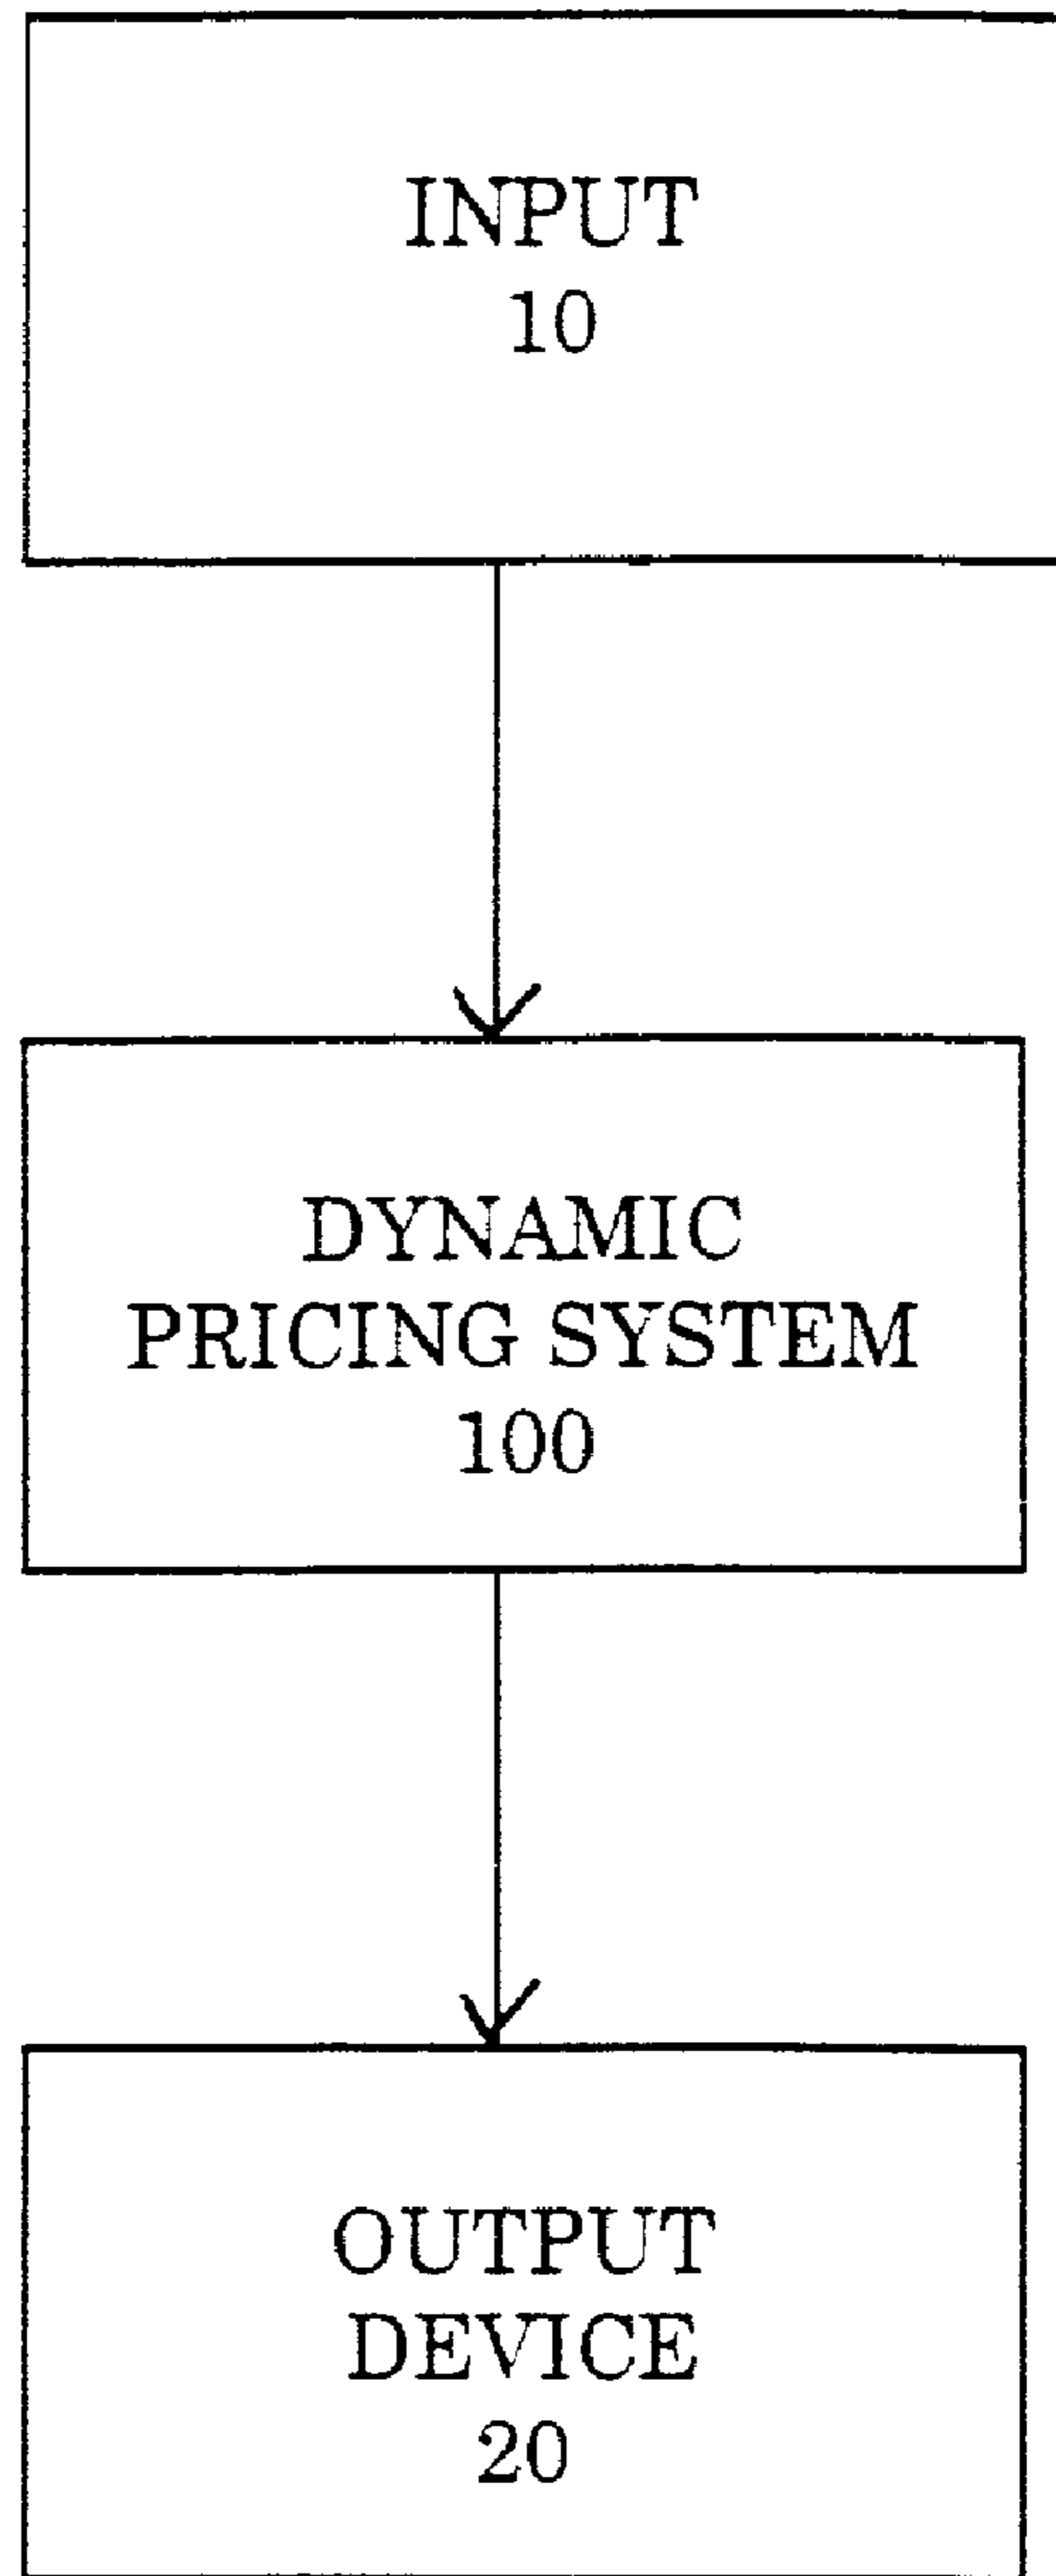 INPUT
10
DYNAMIC
PRICING SYSTEM
100
OUTPUT
DEVICE
20